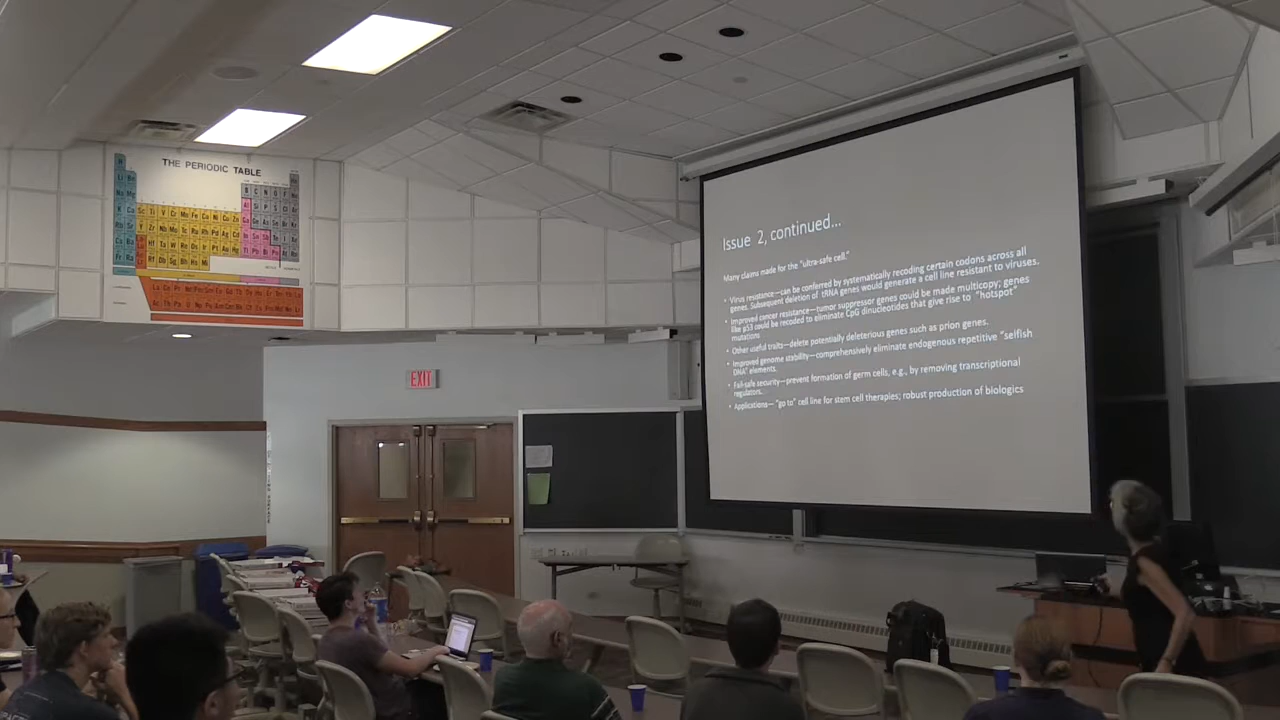 THE PERIODIC TABLE
EXIT
Issue 2, continued...
Many claims made for the "ultra-safe cell."
• Virus resistance—can be conferred by systematically recoding certain codons across all
genes. Subsequent deletion of tRNA genes would generate a cell line resistant to viruses.
• Improved cancer resistance—tumor suppressor genes could be made multicopy; genes
like p53 could be recoded to eliminate CpG dinucleotides that give rise to "hotspot"
mutations
• Other useful traits—delete potentially deleterious genes such as prion genes.
• Improved genome stability—comprehensively eliminate endogenous repetitive "selfish
DNA" elements.
• Fail-safe security—prevent formation of germ cells, e.g., by removing transcriptional
regulators.
• Applications— "go to" cell line for stem cell therapies; robust production of biologics